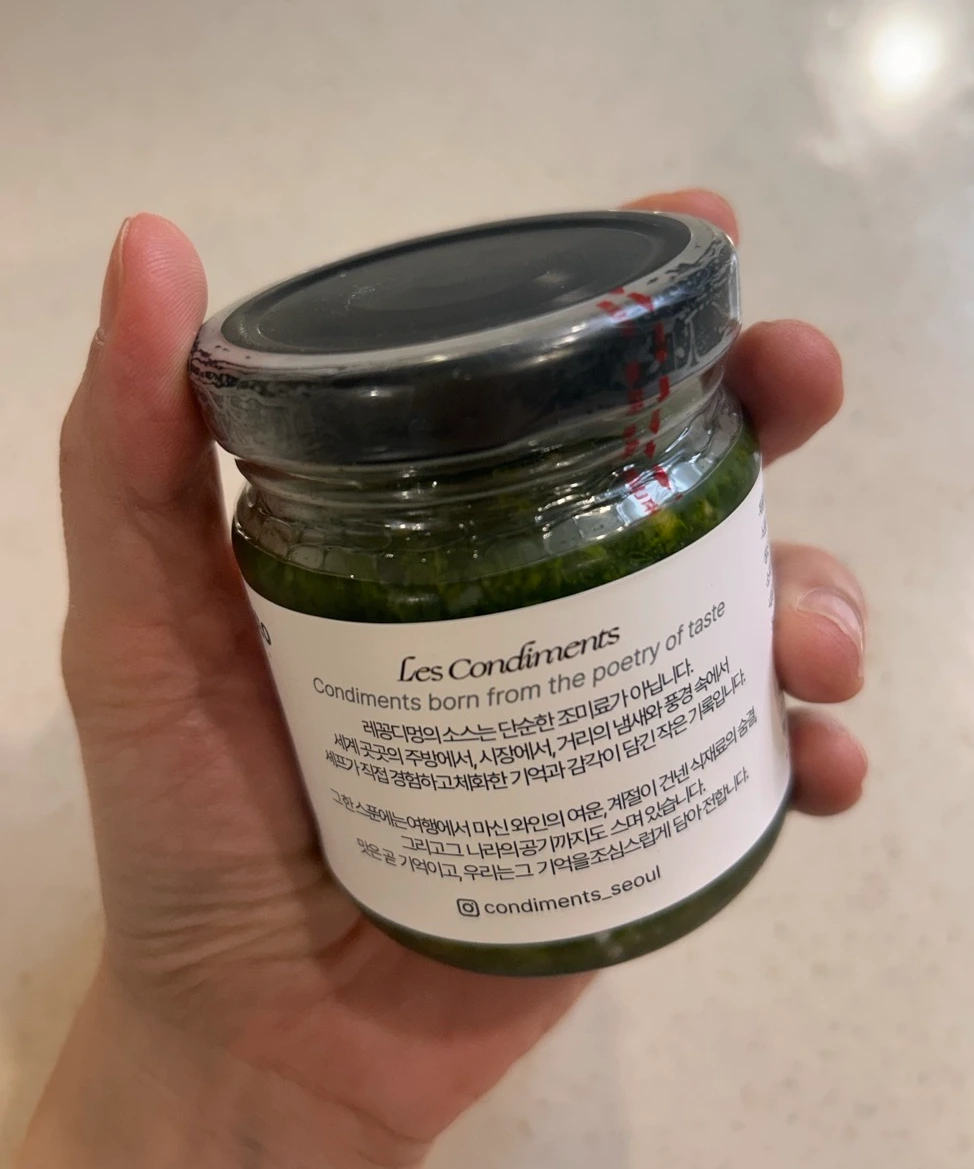 Les Condiments
Condiments born from the poetry of taste
레꽁디멍의 소스는 단순한 조미료가 아닙니다.
세계 곳곳의 주방에서, 시장에서, 거리의 냄새와 풍경 속에서
셰프가 직접 경험하고 체화한 기억과 감각이 담긴 작은 기록입니다.
그 한 스푼에는 여행에서 마신 와인의 여운, 계절이 건넨 식재료의 숨결,
그리고 그 나라의 공기까지도 스며 있습니다.
맛은 곧 기억이고, 우리는 그 기억을 조심스럽게 담아 전합니다.
condiments_seoul